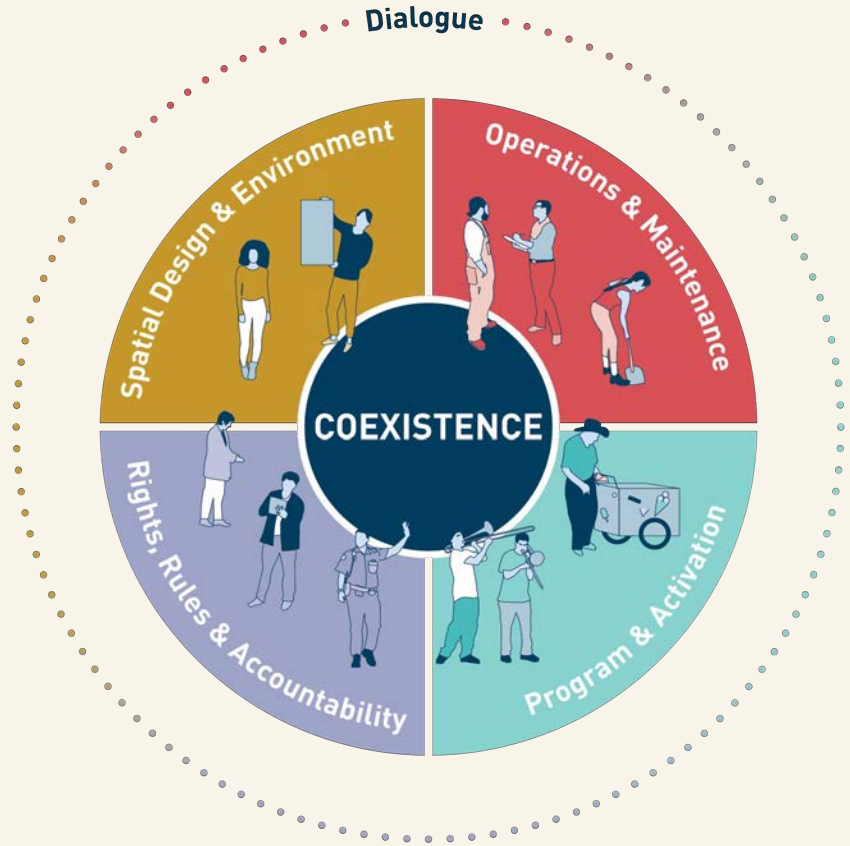 Dialogue
Spatial Design & Environment
Operations & Maintenance
COEXISTENCE
Rights, Rules & Accountability
Program & Activation